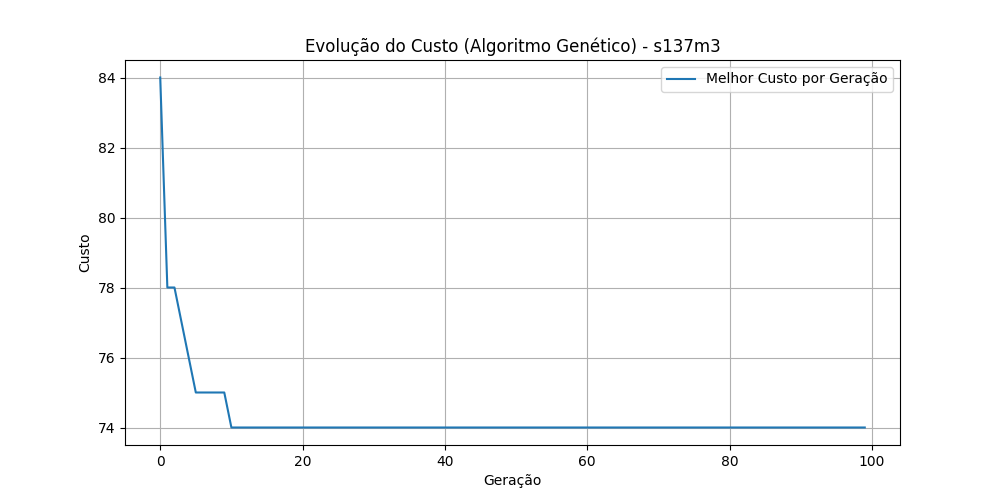 Evolução do Custo (Algoritmo Genético) - s137m3
Melhor Custo por Geração
84
82
80
78
76
74
Custo
0 20 40 60 80 100
Geração